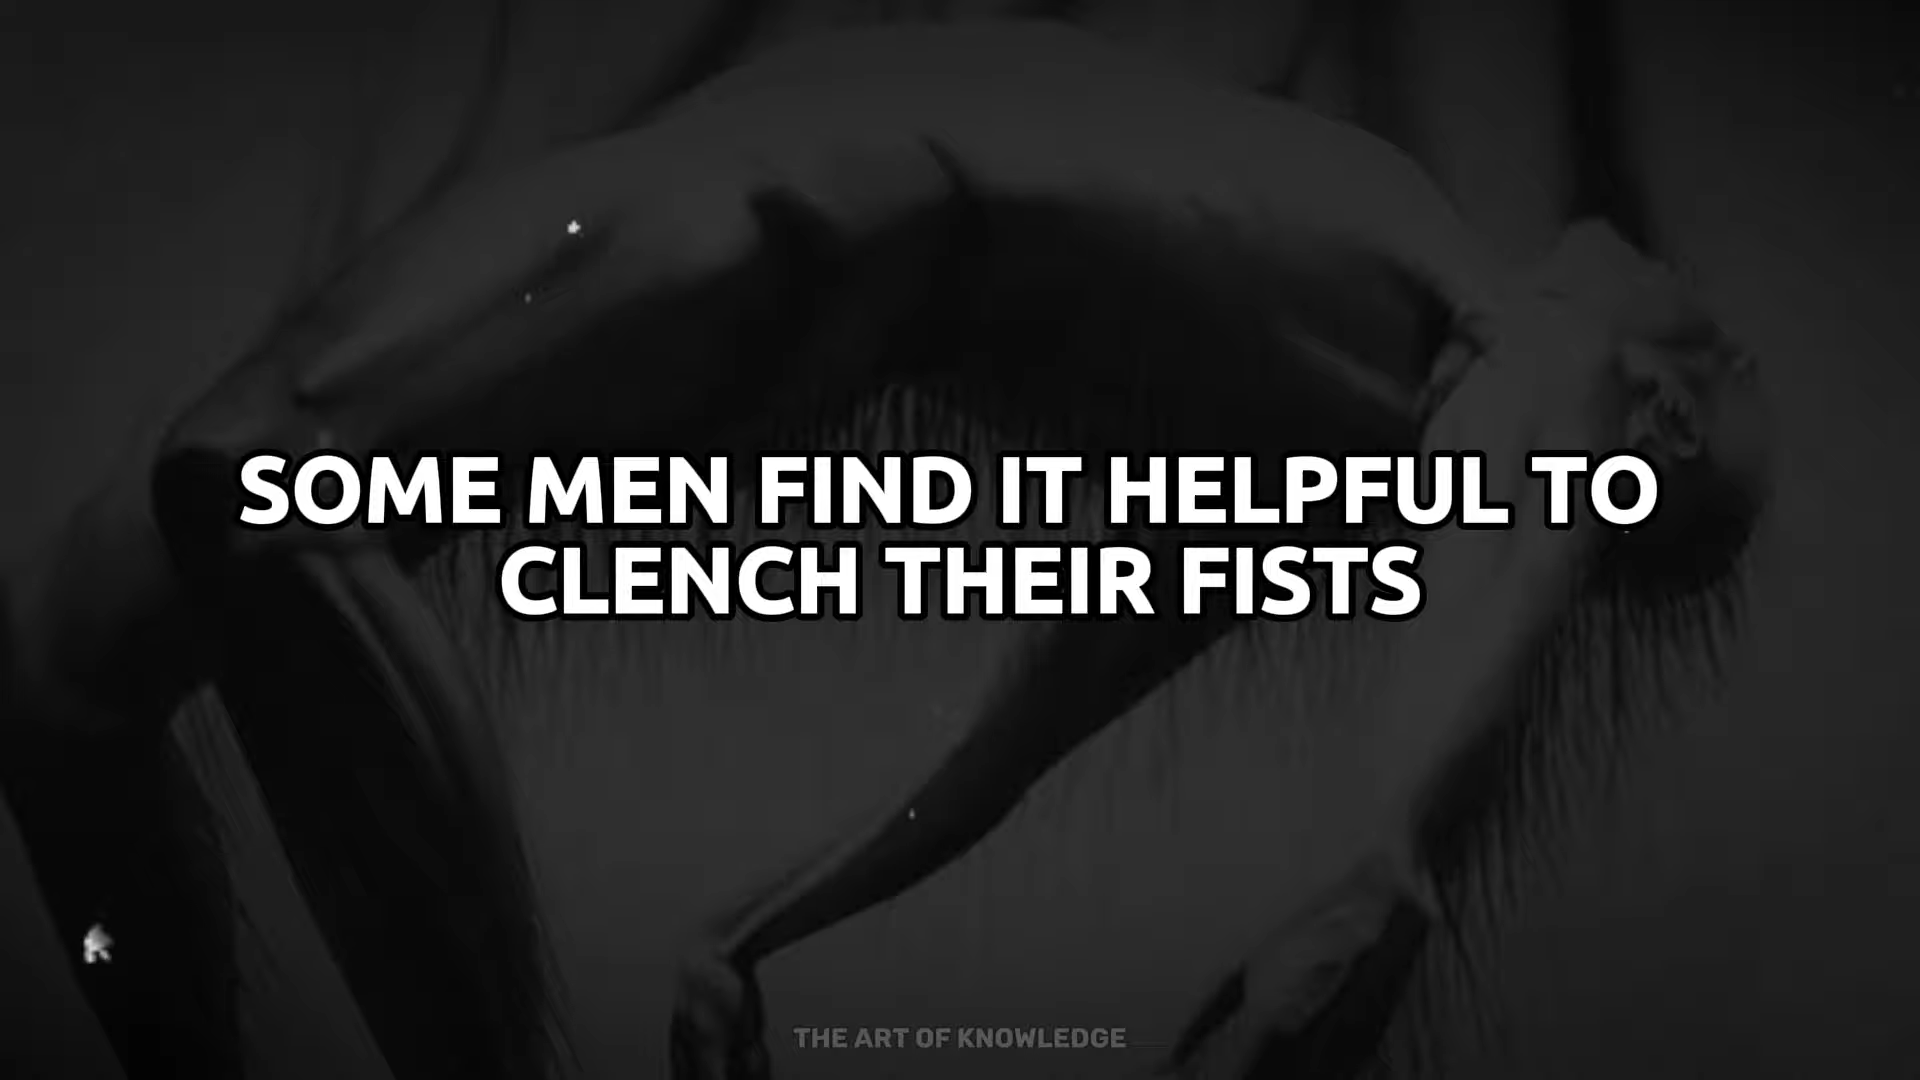 SOME MEN FIND IT HELPFUL TO
CLENCH THEIR FISTS
THE ART OF KNOWLEDGE